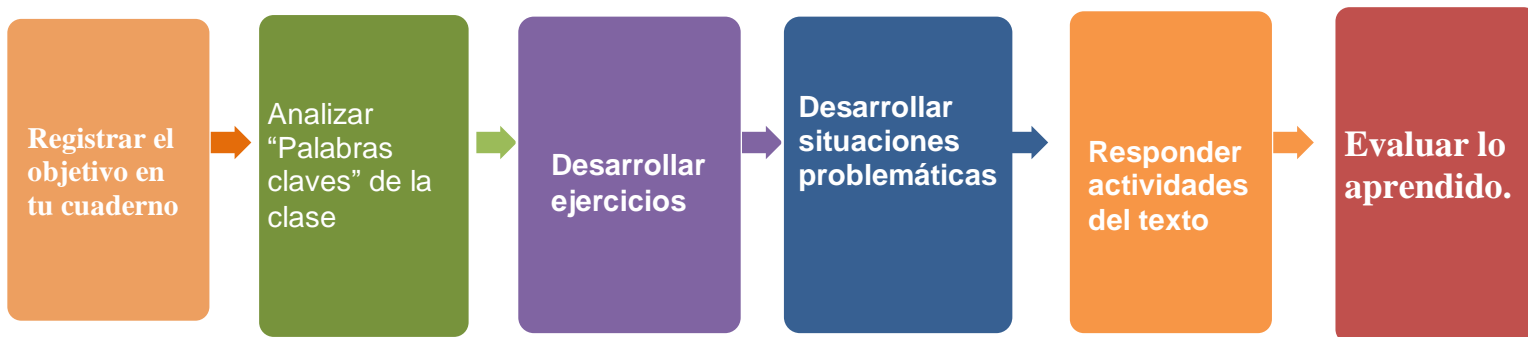 Registrar el
objetivo en
tu cuaderno
Analizar
“Palabras
claves” de la
clase
Desarrollar
ejercicios
Desarrollar
situaciones
problemáticas
Responder
actividades
del texto
Evaluar lo
aprendido.